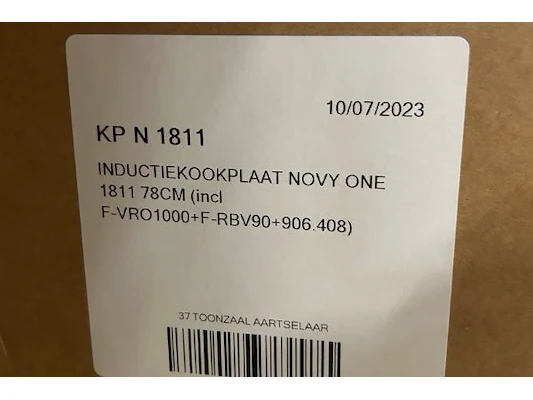 10/07/2023
KP N 1811
INDUCTIEKOOKPLAAT NOVY ONE
1811 78CM (incl
F-VRO1000+F-RBV90+906.408)
37 TOONZAAL AARTSELAAR